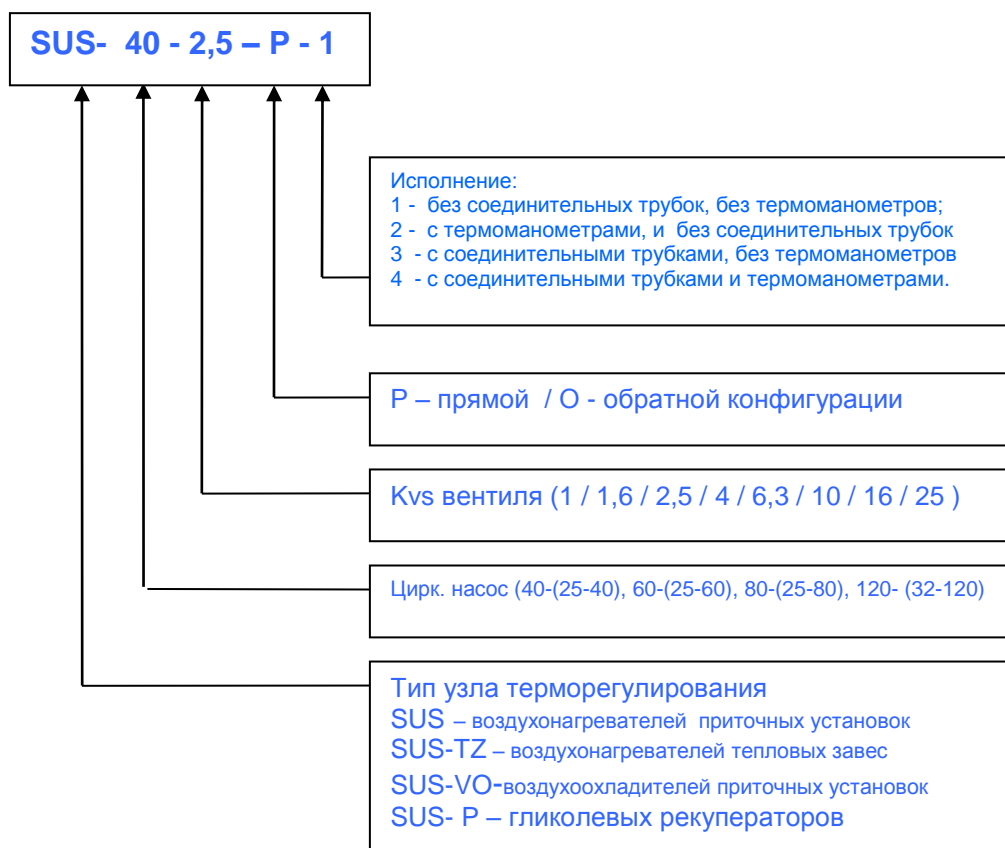 SUS-  40 - 2,5 – P - 1
Исполнение:
1 -  без соединительных трубок, без термоманометров;
2 - с термоманометрами, и  без соединительных трубок
3  - с соединительными трубками, без термоманометров
4  - с соединительными трубками и термоманометрами.
P – прямой  / O - обратной конфигурации
Kvs вентиля (1 / 1,6 / 2,5 / 4 / 6,3 / 10 / 16 / 25 )
Цирк. насос (40-(25-40), 60-(25-60), 80-(25-80), 120- (32-120)
Тип узла терморегулирования
SUS – воздухонагревателей  приточных установок
SUS-TZ – воздухонагревателей тепловых завес
SUS-VO-воздухоохладителей приточных установок
SUS- P – гликолевых рекуператоров